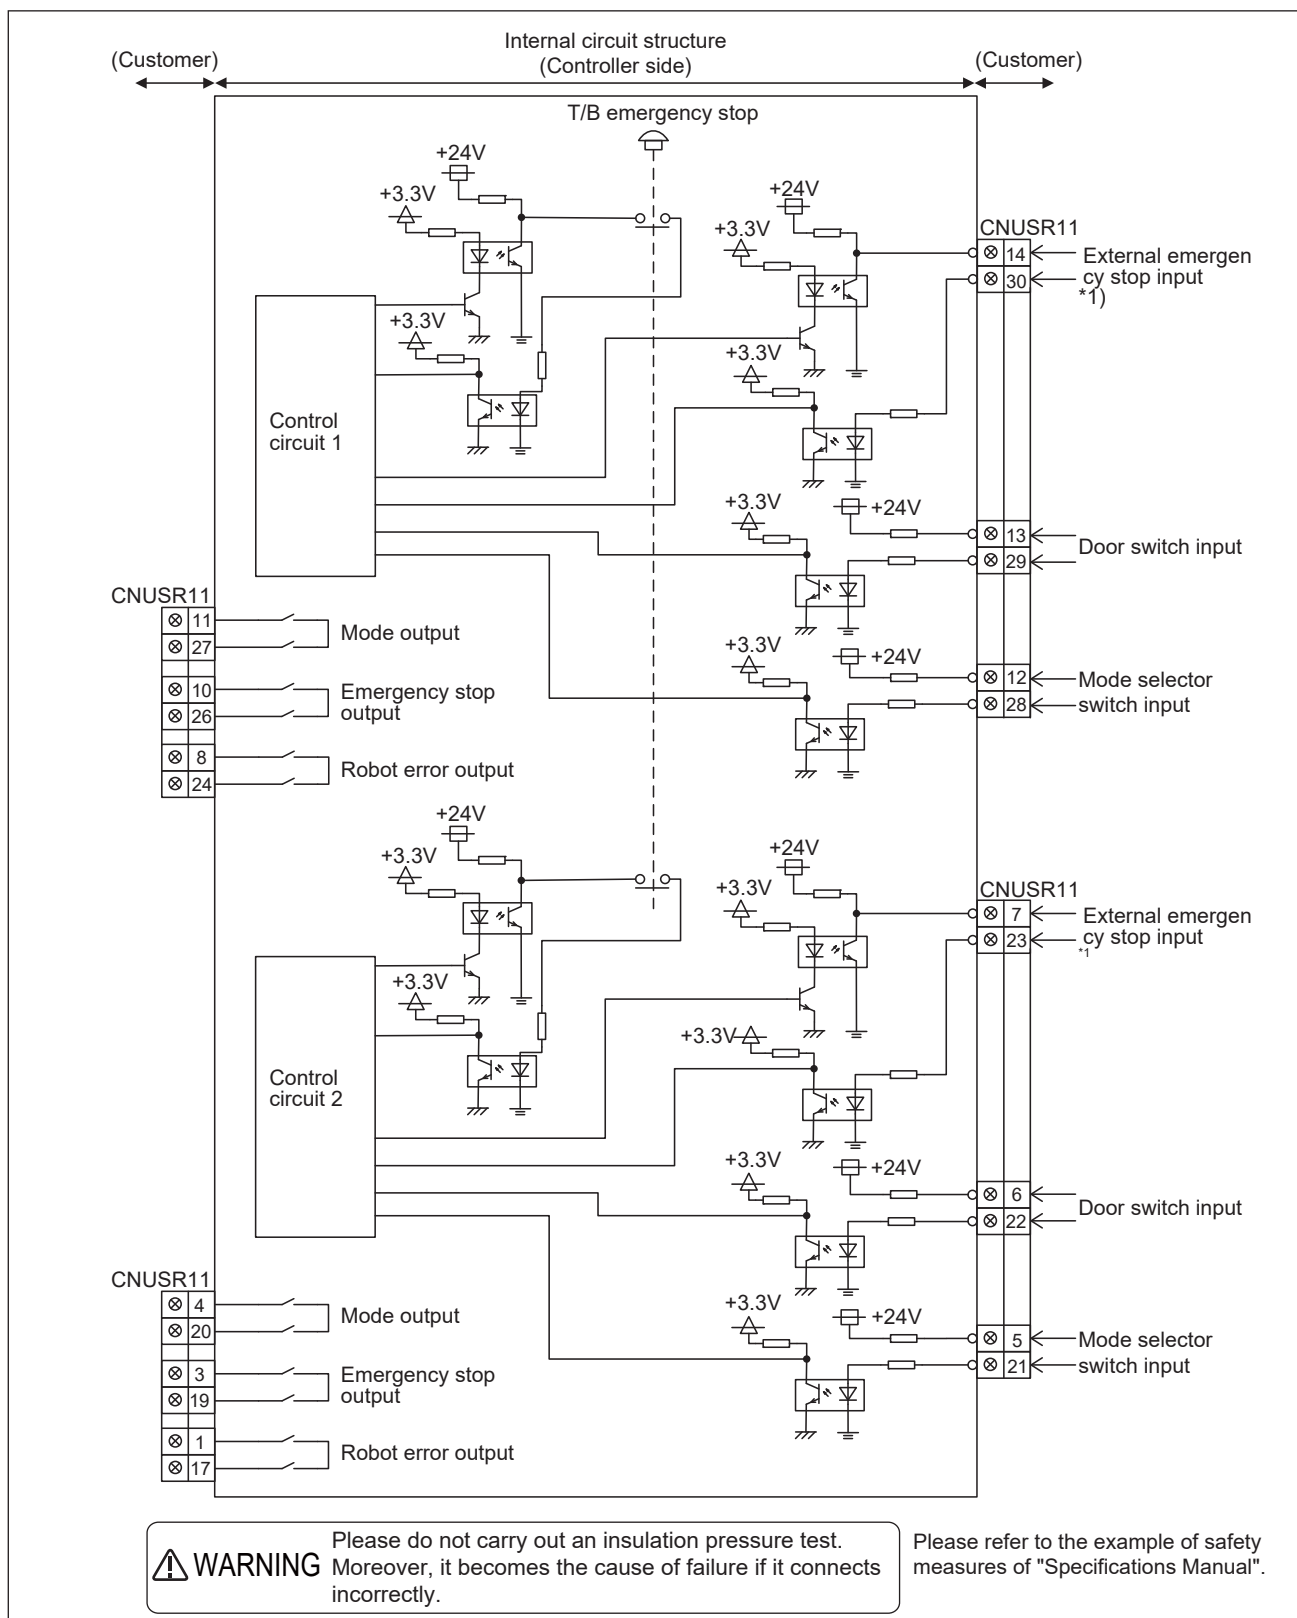 Internal circuit structure
(Customer)
(Controller side)
(Customer)
T/B emergency stop
+24V
+3.3V
+24V
+3.3V
CNUSR11
14
External emergen
30
cy stop input
*1)
+3.3V
+3.3V
Control
circuit 1
+3.3V
+24V
13
Door switch input
29
CNUSR11
11
Mode output
27
+3.3V
+24V
12
Mode selector
28
switch input
10
Emergency stop
26
output
8
Robot error output
24
+24V
+3.3V
+24V
+3.3V
CNUSR11
7
External emergen
23
cy stop input
*1
+3.3V
+3.3V
Control
circuit 2
+3.3V
+24V
6
Door switch input
22
CNUSR11
4
Mode output
20
+3.3V
+24V
5
Mode selector
21
switch input
3
Emergency stop
19
output
1
Robot error output
17
WARNING
Please do not carry out an insulation pressure test.
Moreover, it becomes the cause of failure if it connects
incorrectly.
Please refer to the example of safety
measures of "Specifications Manual".